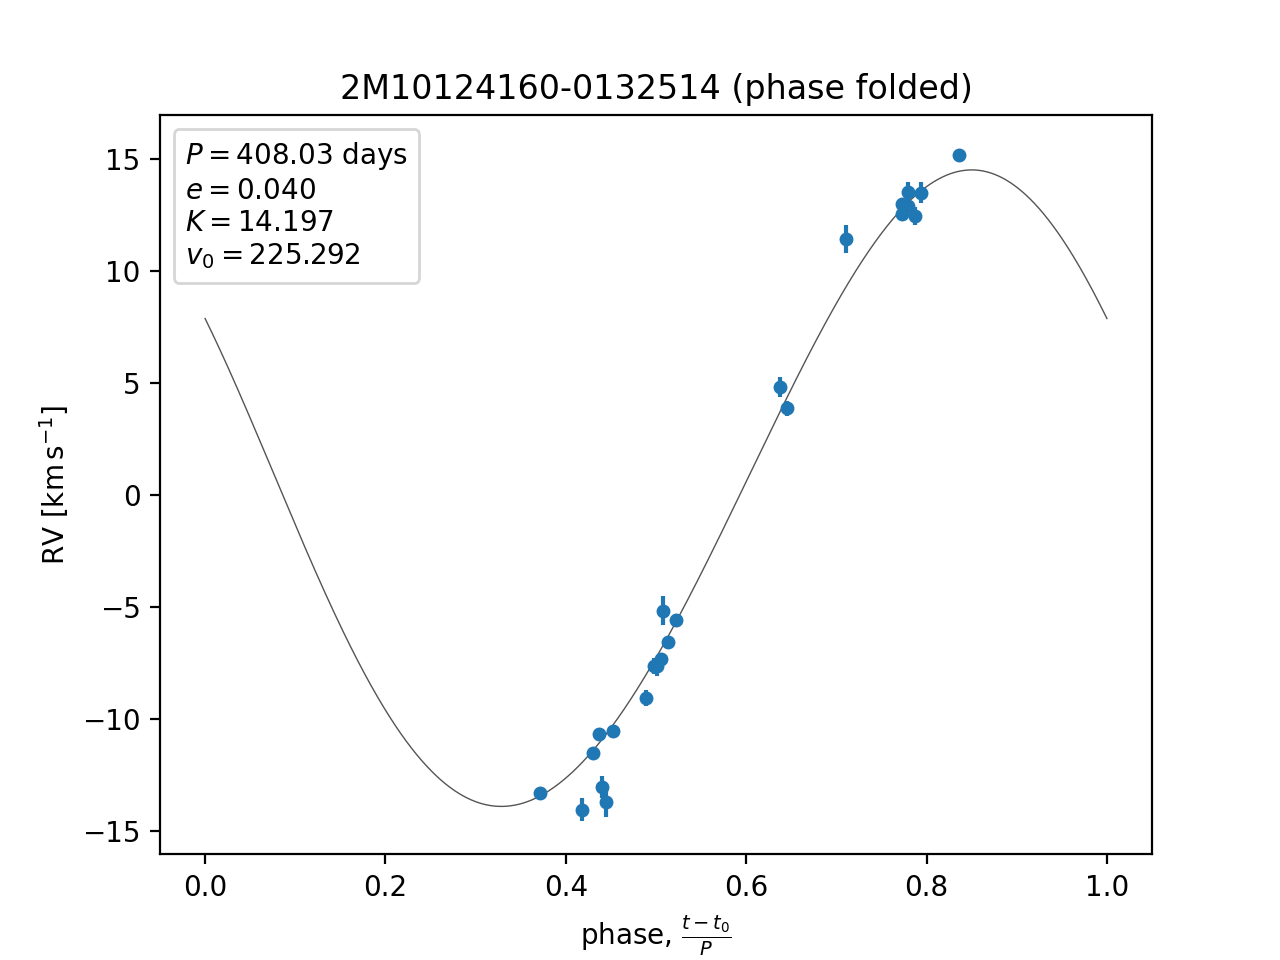 2M10124160-0132514 (phase folded)
P = 408.03 days
e = 0.040
K = 14.197
v₀ = 225.292
15
10
5
0
−5
−10
−15
RV [km s⁻¹]
0.0 0.2 0.4 0.6 0.8 1.0
phase, (t − t₀)/P